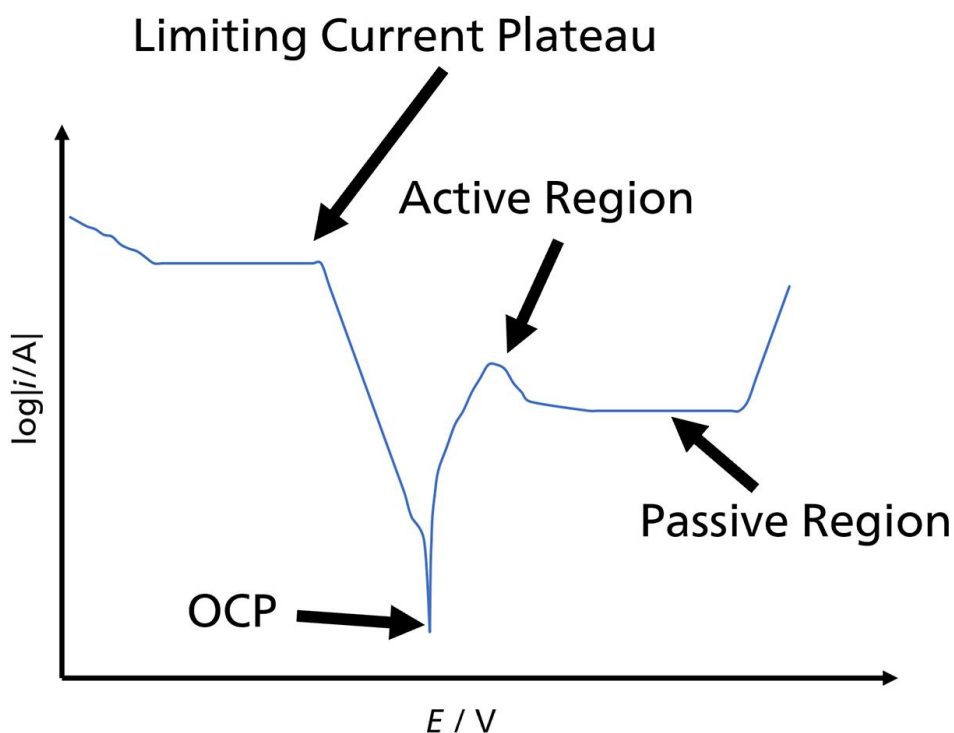 Limiting Current Plateau
Active Region
log|i/A|
Passive Region
OCP
E / V